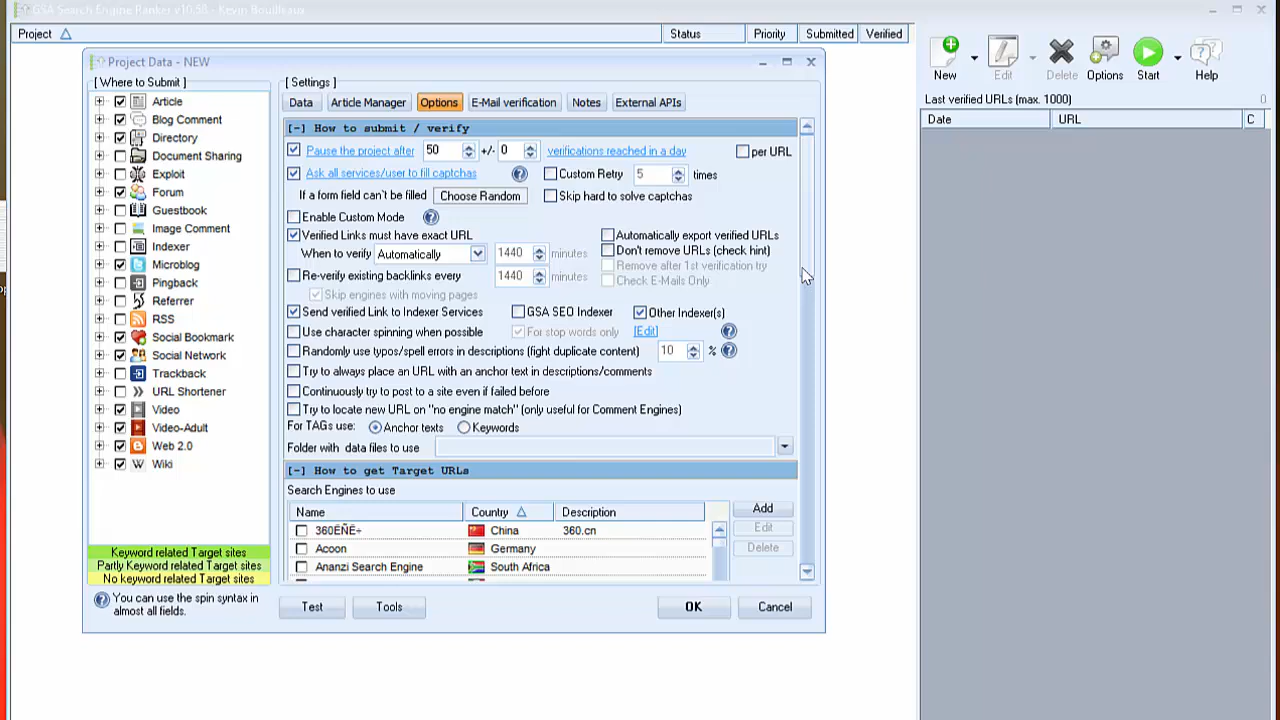 GSA Search Engine Ranker v10.58 - Kevin Bouilleaux
Project Status Priority Submitted Verified
New Edit Delete Options Start Help
Last verified URLs (max. 1000) 0
Date URL C
Project Data - NEW
[ Where to Submit ]
Article
Blog Comment
Directory
Document Sharing
Exploit
Forum
Guestbook
Image Comment
Indexer
Microblog
Pingback
Referrer
RSS
Social Bookmark
Social Network
Trackback
URL Shortener
Video
Video-Adult
Web 2.0
Wiki
Keyword related Target sites
Partly Keyword related Target sites
No keyword related Target sites
You can use the spin syntax in
almost all fields.
[ Settings ]
Data Article Manager Options E-Mail verification Notes External APIs
[-] How to submit / verify
Pause the project after 50 +/- 0 verifications reached in a day per URL
Ask all services/user to fill captchas Custom Retry 5 times
If a form field can't be filled Choose Random Skip hard to solve captchas
Enable Custom Mode
Verified Links must have exact URL Automatically export verified URLs
When to verify Automatically 1440 minutes Don't remove URLs (check hint)
Remove after 1st verification try
Re-verify existing backlinks every 1440 minutes Check E-Mails Only
Skip engines with moving pages
Send verified Link to Indexer Services GSA SEO Indexer Other Indexer(s)
Use character spinning when possible For stop words only [Edit]
Randomly use typos/spell errors in descriptions (fight duplicate content) 10 %
Try to always place an URL with an anchor text in descriptions/comments
Continuously try to post to a site even if failed before
Try to locate new URL on "no engine match" (only useful for Comment Engines)
For TAGs use: Anchor texts Keywords
Folder with data files to use
[-] How to get Target URLs
Search Engines to use
Name Country Description Add
360ËÑË÷ China 360.cn Edit
Acoon Germany Delete
Ananzi Search Engine South Africa
Test Tools OK Cancel